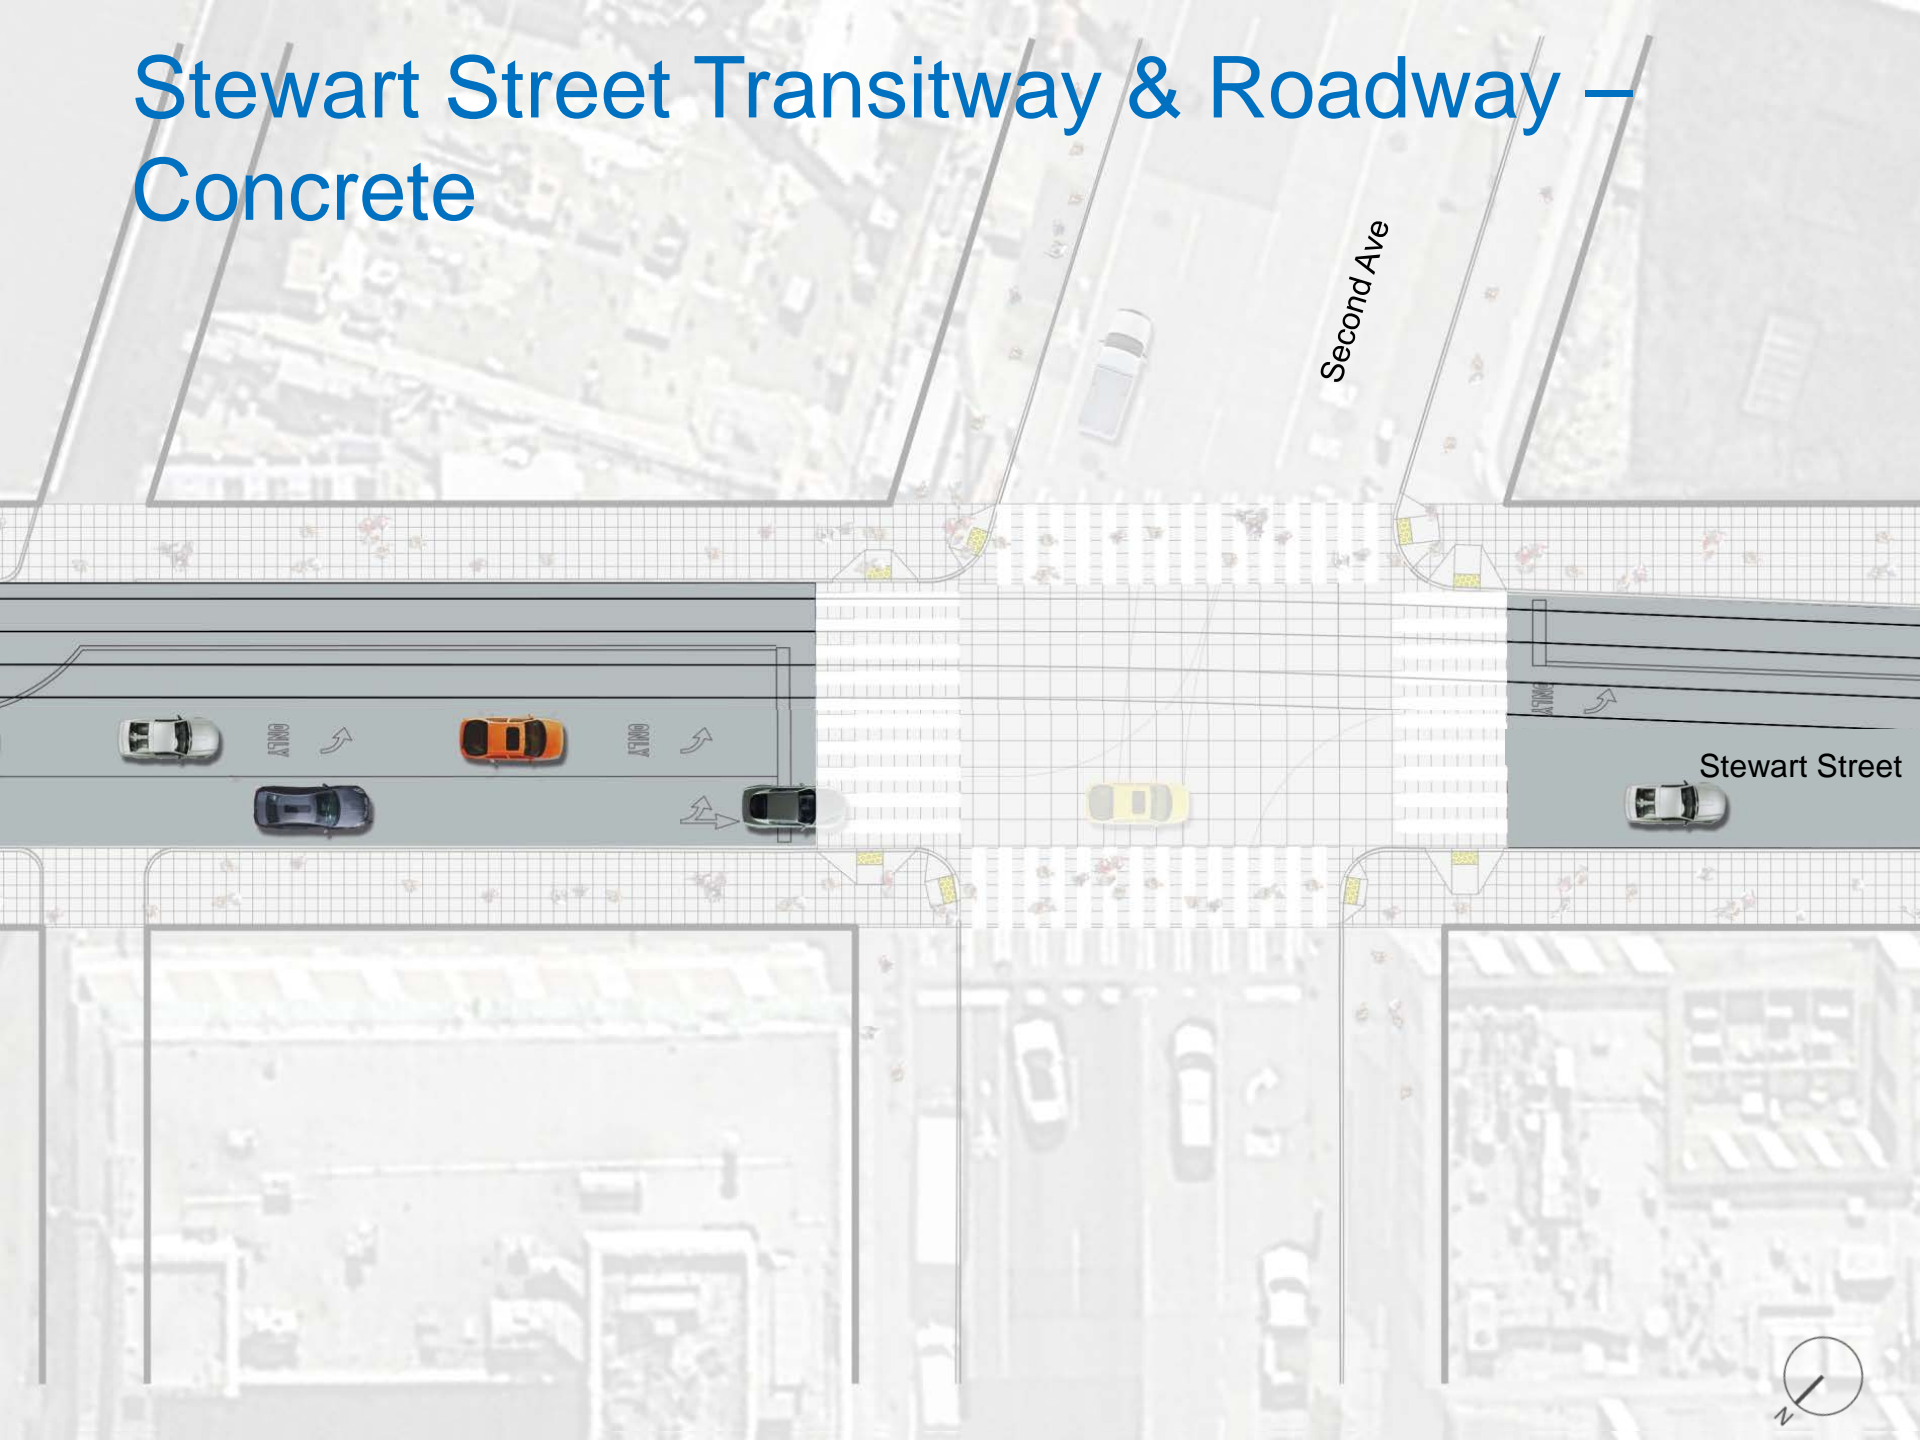 Stewart Street Transitway & Roadway –
Concrete
Second Ave
ONLY
ONLY
ONLY
Stewart Street
N